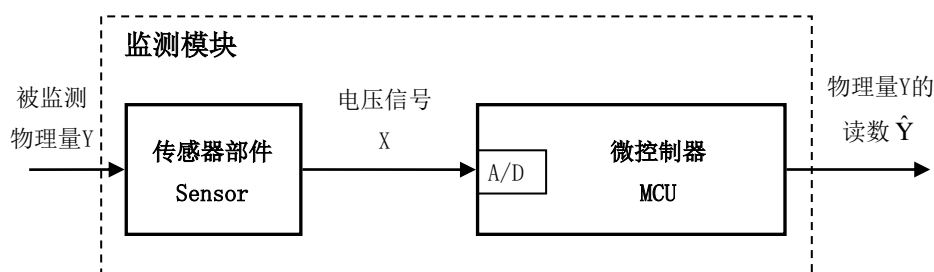 监测模块
被监测
物理量Y
传感器部件
Sensor
电压信号
X
A/D
微控制器
MCU
物理量Y的
读数 Ŷ